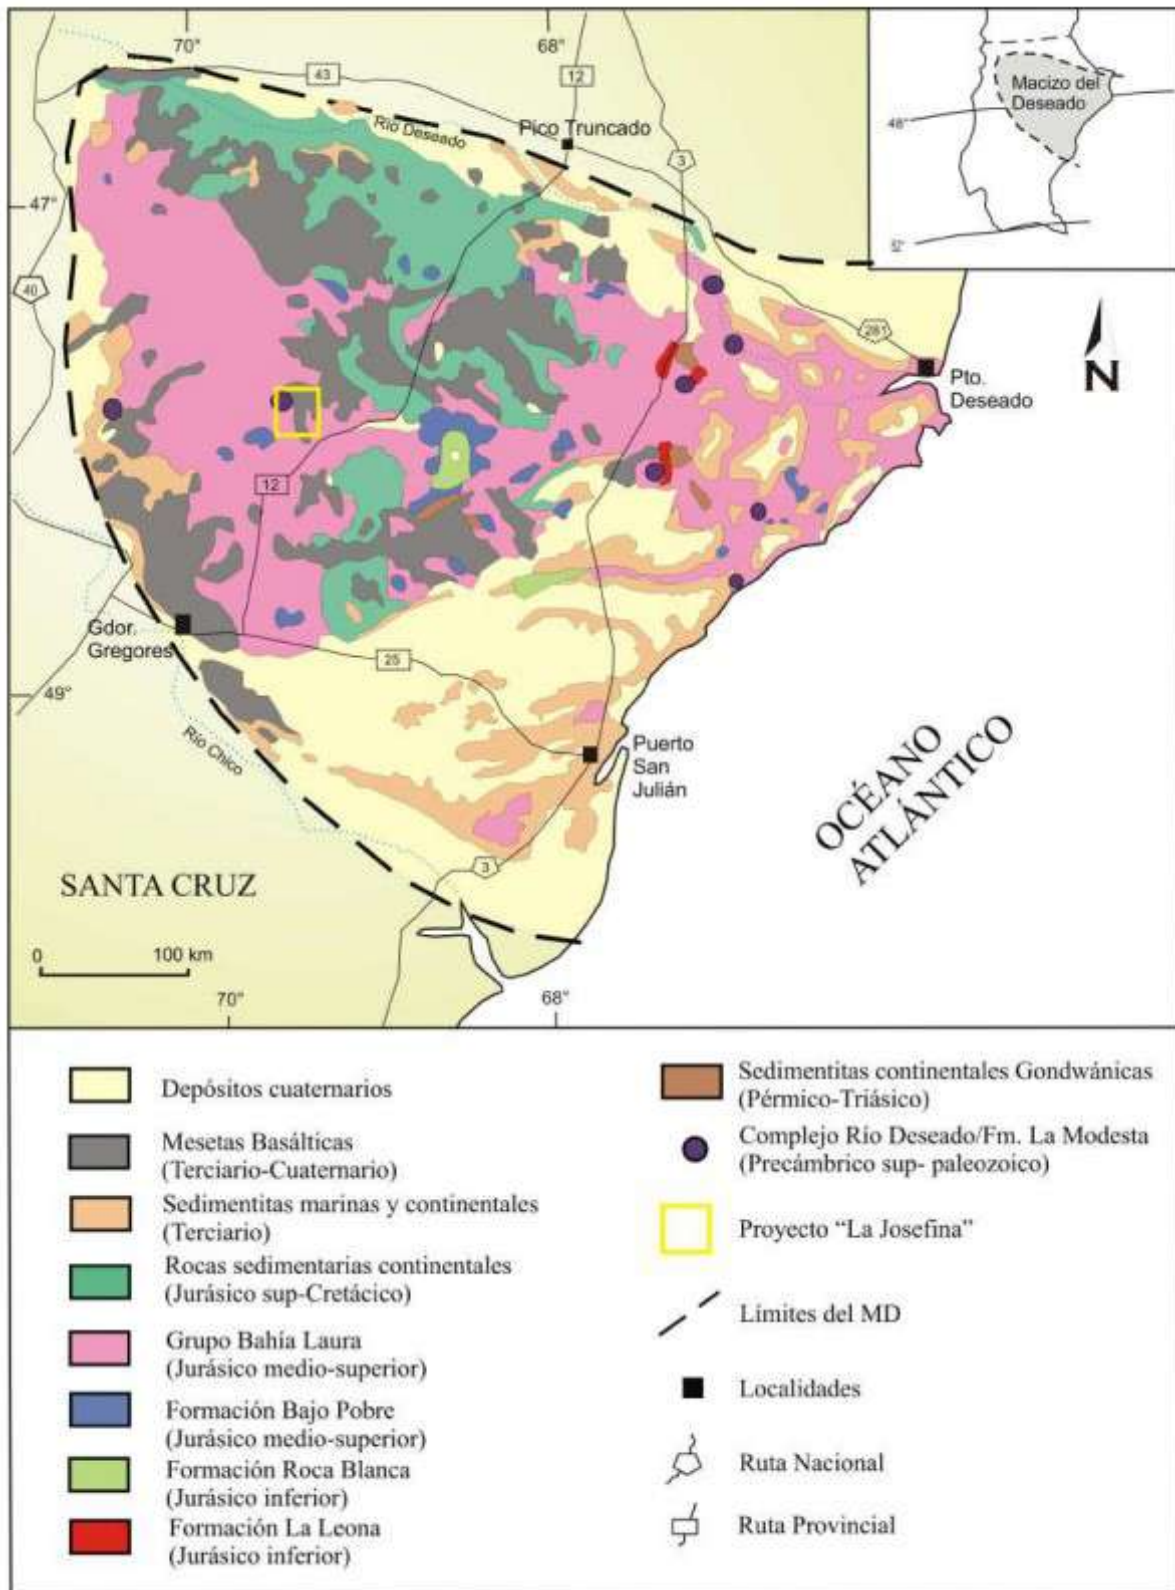 70°
68°
43
12
Macizo del
Deseado
48°
52°
Río Deseado
Pico Truncado
3
47°
40
281
N
Pto.
Deseado
12
Gdor.
Gregores
25
49°
Río Chico
Puerto
San
Julián
OCÉANO
ATLÁNTICO
3
SANTA CRUZ
0
100 km
70°
68°
Depósitos cuaternarios
Mesetas Basálticas
(Terciario-Cuaternario)
Sedimentitas marinas y continentales
(Terciario)
Rocas sedimentarias continentales
(Jurásico sup-Cretácico)
Grupo Bahía Laura
(Jurásico medio-superior)
Formación Bajo Pobre
(Jurásico medio-superior)
Formación Roca Blanca
(Jurásico inferior)
Formación La Leona
(Jurásico inferior)
Sedimentitas continentales Gondwánicas
(Pérmico-Triásico)
Complejo Río Deseado/Fm. La Modesta
(Precámbrico sup- paleozoico)
Proyecto “La Josefina”
Límites del MD
Localidades
Ruta Nacional
Ruta Provincial